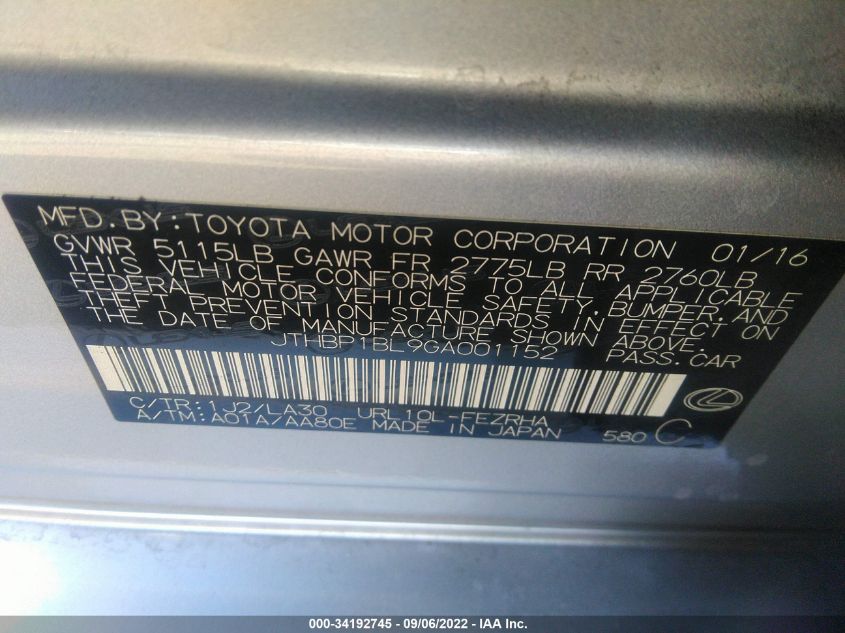 MFD.BY:TOYOTA MOTOR CORPORATION 01/16
GVWR 5115LB GAWR FR 2775LB RR 2760LB
THIS VEHICLE CONFORMS TO ALL APPLICABLE
FEDERAL MOTOR VEHICLE SAFETY, BUMPER, AND
THEFT PREVENTION STANDARDS IN EFFECT ON
THE DATE OF MANUFACTURE SHOWN ABOVE.
JTHBP1BL9GA001152 PASS.CAR
C/TR:1J2/LA30 URL10L-FEZRHA
A/TM:A01A/AA80E MADE IN JAPAN 580 C
000-34192745 - 09/06/2022 - IAA Inc.